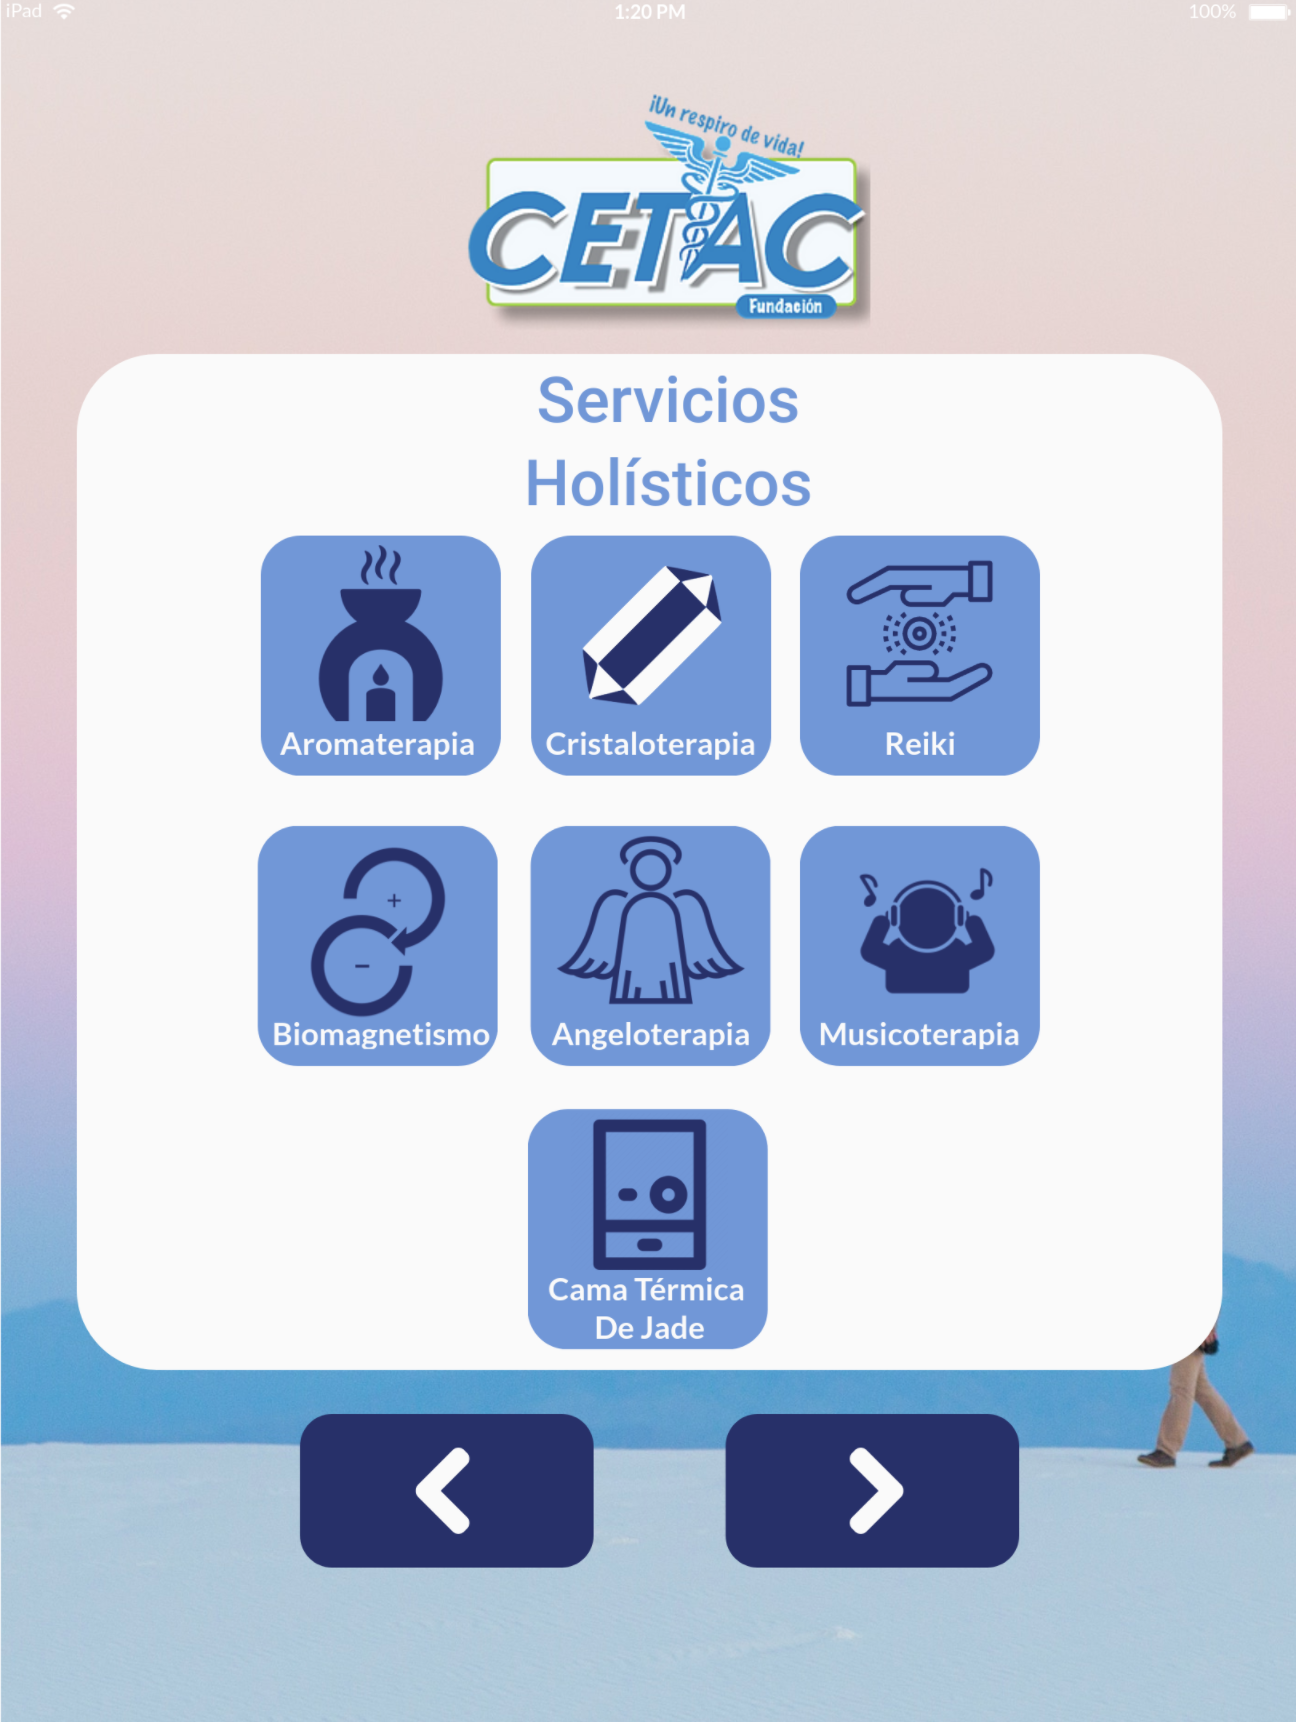 iPad
1:20 PM
100%
¡Un respiro de vida!
CETAC
Fundación
Servicios
Holísticos
Aromaterapia
Cristaloterapia
Reiki
Biomagnetismo
Angeloterapia
Musicoterapia
Cama Térmica
De Jade